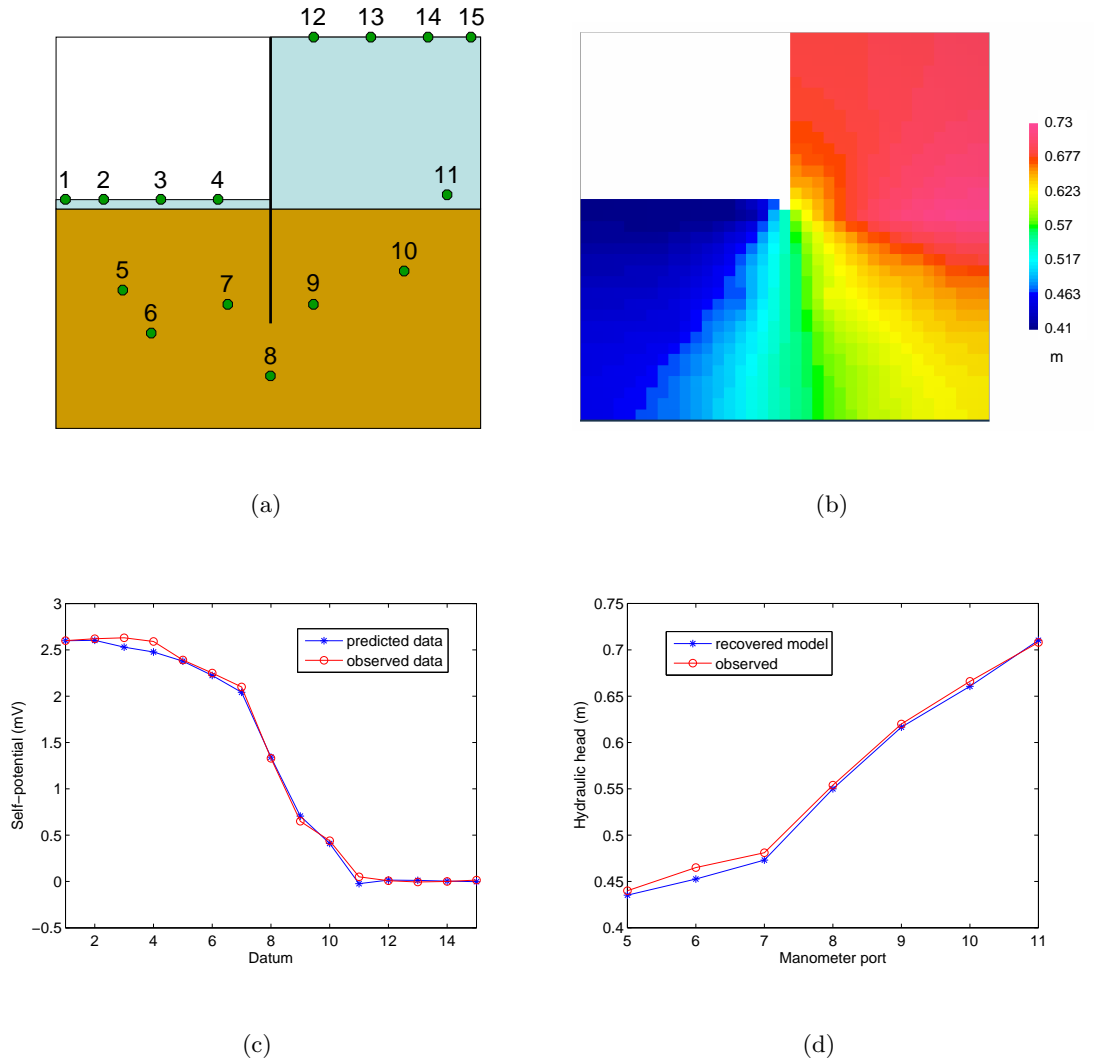 12 13 14 15
11
1 2 3 4
10
5 7 9
6
8
(a)
0.73
0.677
0.623
0.57
0.517
0.463
0.41
m
(b)
3
2.5
2
1.5
1
0.5
0
−0.5
2 4 6 8 10 12 14
Datum
Self−potential (mV)
predicted data
observed data
(c)
0.75
0.7
0.65
0.6
0.55
0.5
0.45
0.4
5 6 7 8 9 10 11
Manometer port
Hydraulic head (m)
recovered model
observed
(d)